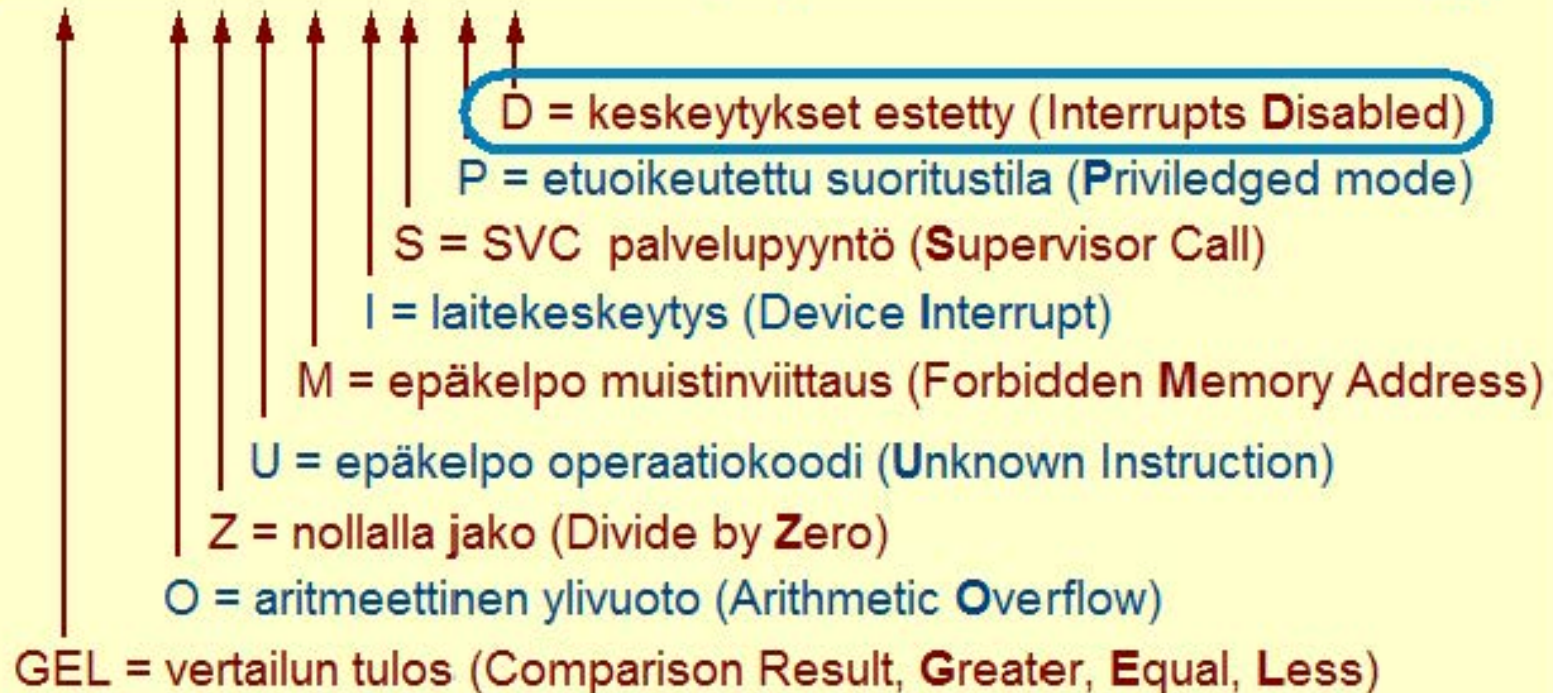 D = keskeytykset estetty (Interrupts Disabled)
P = etuoikeutettu suoritustila (Priviledged mode)
S = SVC palvelupyyntö (Supervisor Call)
I = laitekeskeytys (Device Interrupt)
M = epäkelpo muistinviittaus (Forbidden Memory Address)
U = epäkelpo operaatiokoodi (Unknown Instruction)
Z = nollalla jako (Divide by Zero)
O = aritmeettinen ylivuoto (Arithmetic Overflow)
GEL = vertailun tulos (Comparison Result, Greater, Equal, Less)